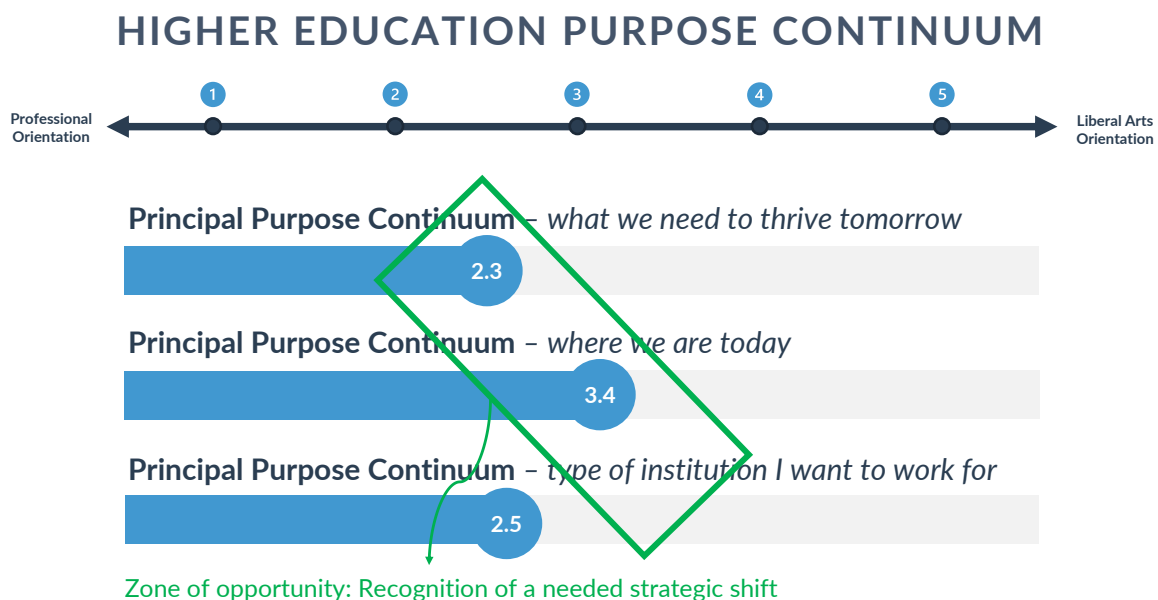 HIGHER EDUCATION PURPOSE CONTINUUM
1 2 3 4 5
Professional
Orientation
Liberal Arts
Orientation
Principal Purpose Continuum – what we need to thrive tomorrow
2.3
Principal Purpose Continuum – where we are today
3.4
Principal Purpose Continuum – type of institution I want to work for
2.5
Zone of opportunity: Recognition of a needed strategic shift